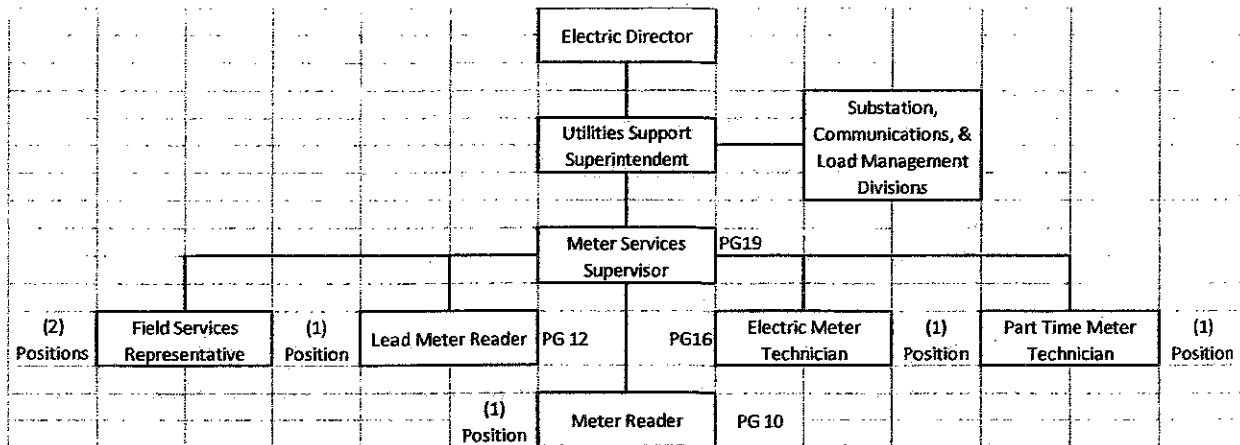 Electric Director
Substation,
Communications, &
Load Management
Divisions
Utilities Support
Superintendent
Meter Services
Supervisor
PG19
(2)
Positions
Field Services
Representative
(1)
Position
Lead Meter Reader
PG 12
PG16
Electric Meter
Technician
(1)
Position
Part Time Meter
Technician
(1)
Position
(1)
Position
Meter Reader
PG 10